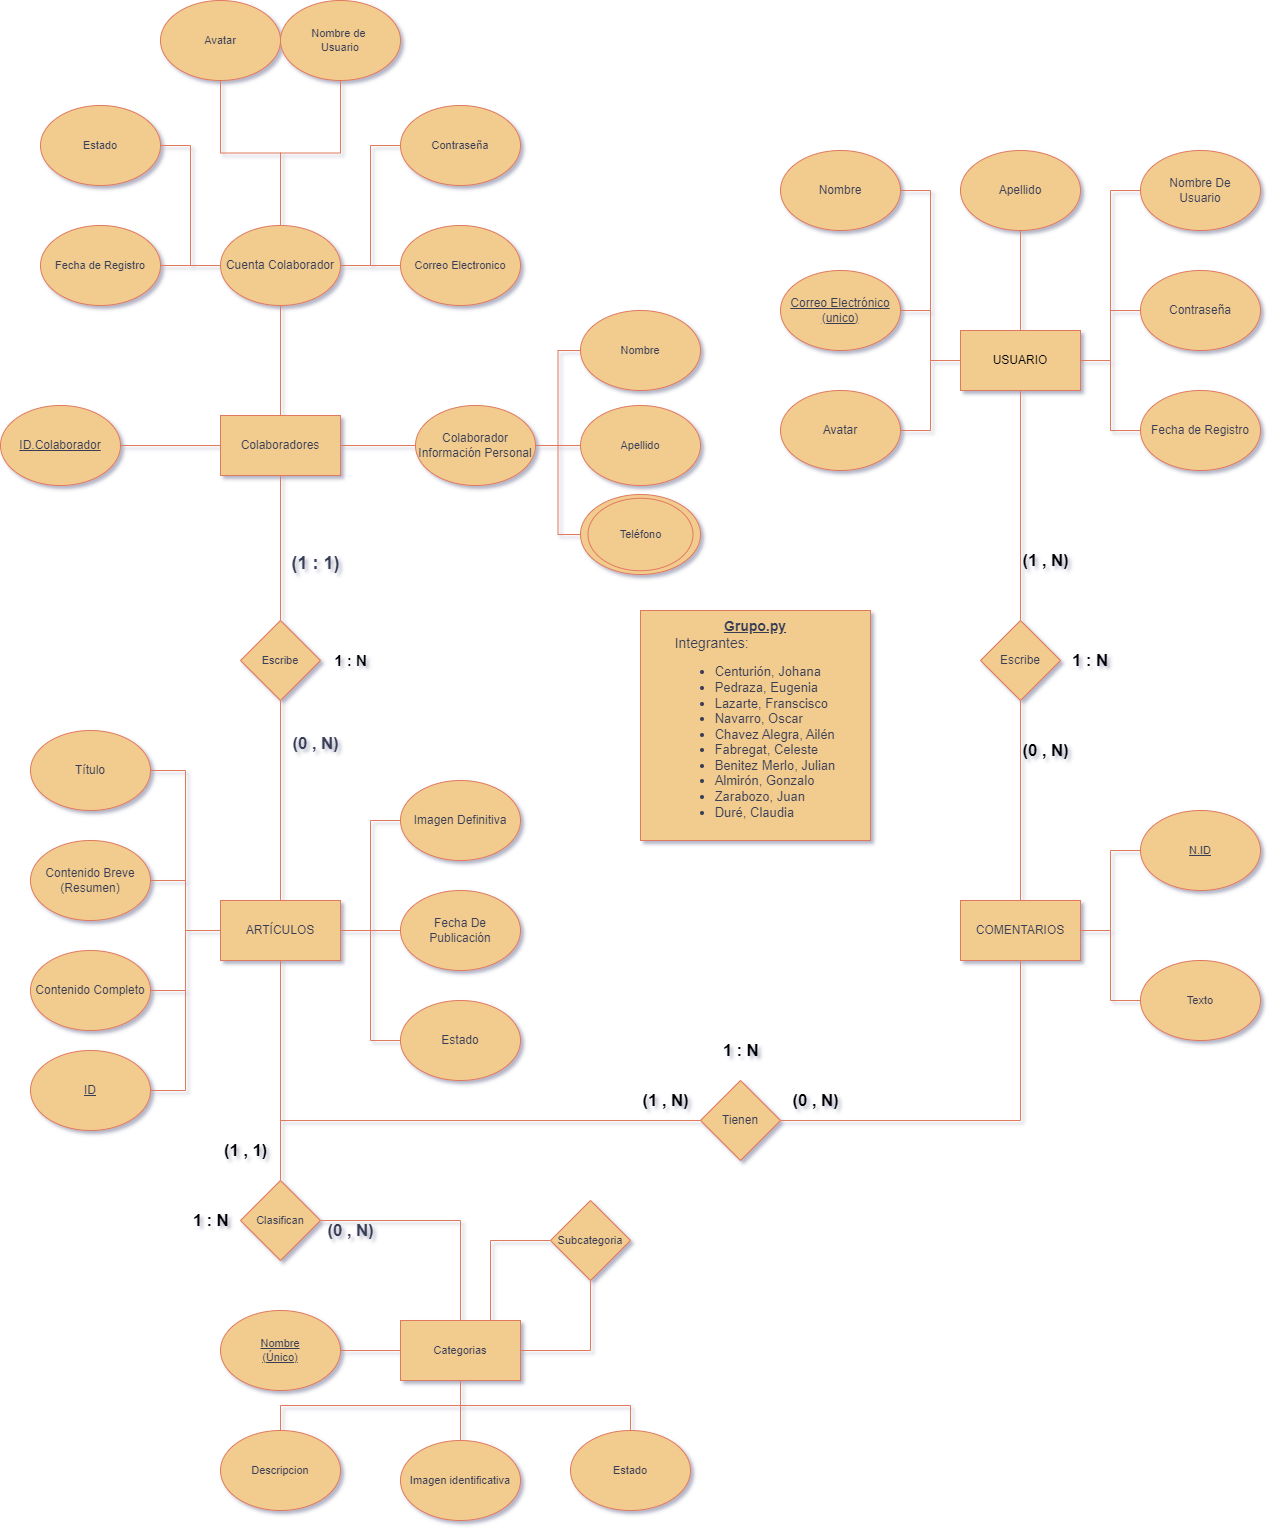 Avatar
Nombre de
Usuario
Estado
Contraseña
Fecha de Registro
Cuenta Colaborador
Correo Electronico
Nombre
Apellido
Nombre De
Usuario
Correo Electrónico
(unico)
Contraseña
USUARIO
Avatar
Fecha de Registro
Nombre
ID.Colaborador
Colaboradores
Colaborador
Información Personal
Apellido
Teléfono
(1 : 1)
(1 , N)
Escribe
1 : N
Grupo.py
Integrantes:
• Centurión, Johana
• Pedraza, Eugenia
• Lazarte, Franscisco
• Navarro, Oscar
• Chavez Alegra, Ailén
• Fabregat, Celeste
• Benitez Merlo, Julian
• Almirón, Gonzalo
• Zarabozo, Juan
• Duré, Claudia
Escribe
1 : N
(0 , N)
(0 , N)
Título
Imagen Definitiva
Contenido Breve
(Resumen)
ARTÍCULOS
Fecha De
Publicación
Contenido Completo
Estado
ID
N.ID
COMENTARIOS
Texto
1 : N
(1 , N)
Tienen
(0 , N)
(1 , 1)
1 : N
Clasifican
(0 , N)
Subcategoria
Nombre
(Único)
Categorias
Descripcion
Imagen identificativa
Estado